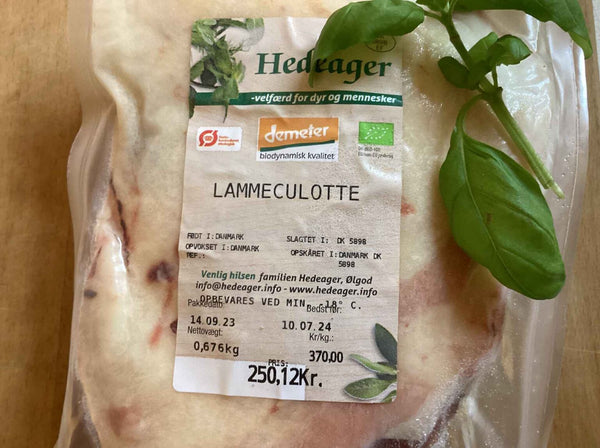 Hedeager
-velfærd for dyr og mennesker
demeter
biodynamisk kvalitet
LAMMECULOTTE
FØDT I:DANMARK
SLAGTET I: DK 5898
OPVOKSET I:DANMARK
OPSKÅRET I:DANMARK DK
REF.:
5898
Venlig hilsen familien Hedeager, Ølgod
info@hedeager.info - www.hedeager.info
OPBEVARES VED MIN. -18° C.
Pakkedato:
Bedst før:
14.09.23
10.07.24
Nettovægt:
Kr/kg.:
0,676kg
370,00
PRIS:
250,12Kr.